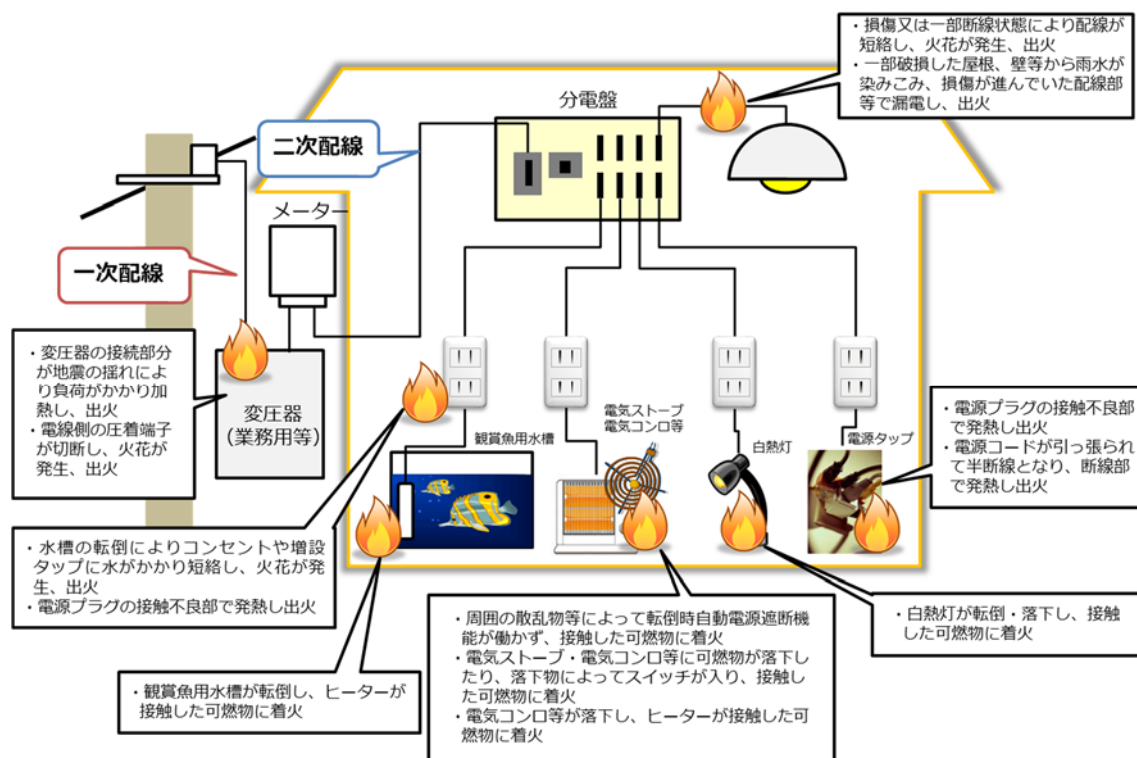 ・損傷又は一部断線状態により配線が
短絡し、火花が発生、出火
・一部破損した屋根、壁等から雨水が
染みこみ、損傷が進んでいた配線部
等で漏電し、出火
分電盤
二次配線
メーター
一次配線
・変圧器の接続部分
が地震の揺れによ
り負荷がかかり加
熱し、出火
・電線側の圧着端子
が切断し、火花が
発生、出火
変圧器
(業務用等)
電気ストーブ
電気コンロ等
観賞魚用水槽
白熱灯
電源タップ
・電源プラグの接触不良部
で発熱し出火
・電源コードが引っ張られ
て半断線となり、断線部
で発熱し出火
・水槽の転倒によりコンセントや増設
タップに水がかかり短絡し、火花が発
生、出火
・電源プラグの接触不良部で発熱し出火
・観賞魚用水槽が転倒し、ヒーターが
接触した可燃物に着火
・周囲の散乱物等によって転倒時自動電源遮断機
能が働かず、接触した可燃物に着火
・電気ストーブ・電気コンロ等に可燃物が落下し
たり、落下物によってスイッチが入り、接触し
た可燃物に着火
・電気コンロ等が落下し、ヒーターが接触した可
燃物に着火
・白熱灯が転倒・落下し、接触
した可燃物に着火